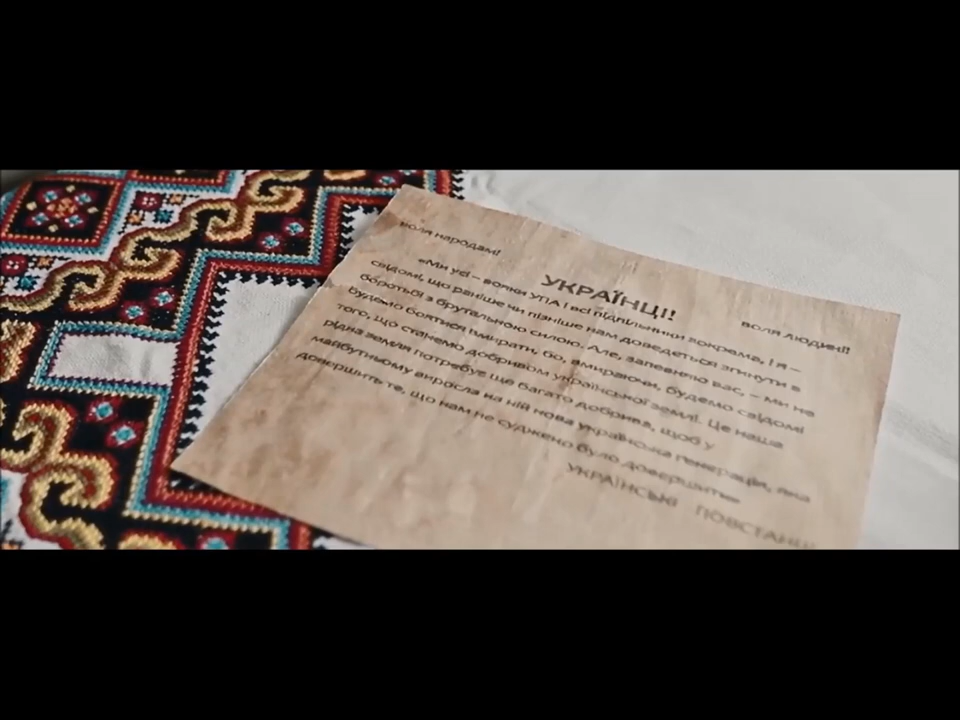 ВОЛЯ НАРОДАМ! ВОЛЯ ЛЮДИНІ!
УКРАЇНЦІ!
«Ми усі – вояки УПА і всі підпільники зокрема, і я –
свідомі, що раніше чи пізніше нам доведеться згинути в
боротьбі з брутальною силою. Але, запевняю вас, – ми не
будемо боятися вмирати, бо, вмираючи, будемо свідомі
того, що станемо добривом української землі. Це наша
рідна земля потребує ще багато добрива, щоб у
майбутньому виросла на ній нова українська генерація, яка
довершить те, що нам не суджено було довершити».
УКРАЇНСЬКІ ПОВСТАНЦІ